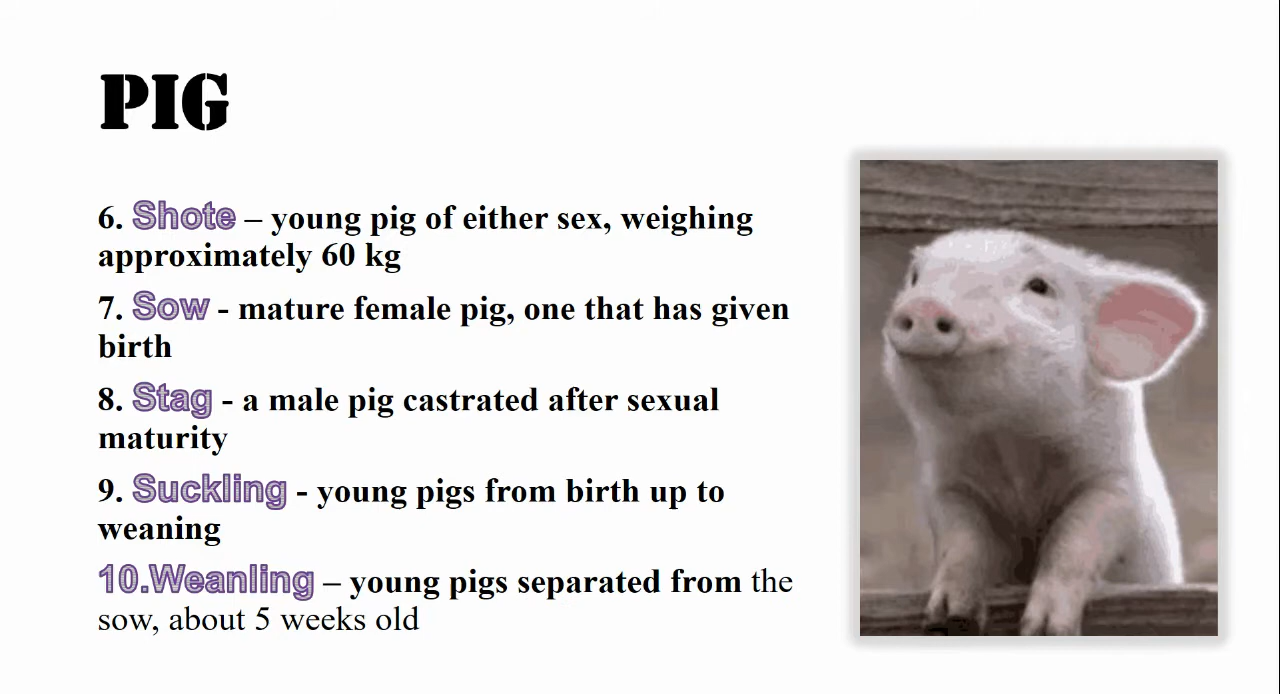 PIG
6. Shote – young pig of either sex, weighing
approximately 60 kg
7. Sow - mature female pig, one that has given
birth
8. Stag - a male pig castrated after sexual
maturity
9. Suckling - young pigs from birth up to
weaning
10.Weanling – young pigs separated from the
sow, about 5 weeks old